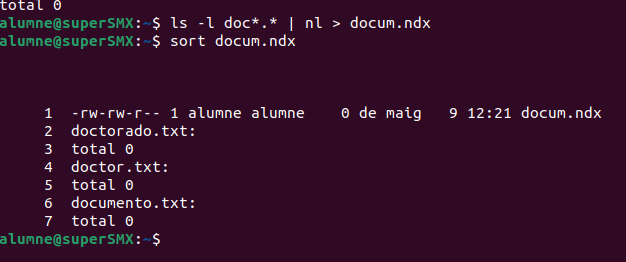 total 0
alumne@superSMX:~$ ls -l doc*.* | nl > docum.ndx
alumne@superSMX:~$ sort docum.ndx
1 -rw-rw-r-- 1 alumne alumne 0 de maig 9 12:21 docum.ndx
2 doctorado.txt:
3 total 0
4 doctor.txt:
5 total 0
6 documento.txt:
7 total 0
alumne@superSMX:~$